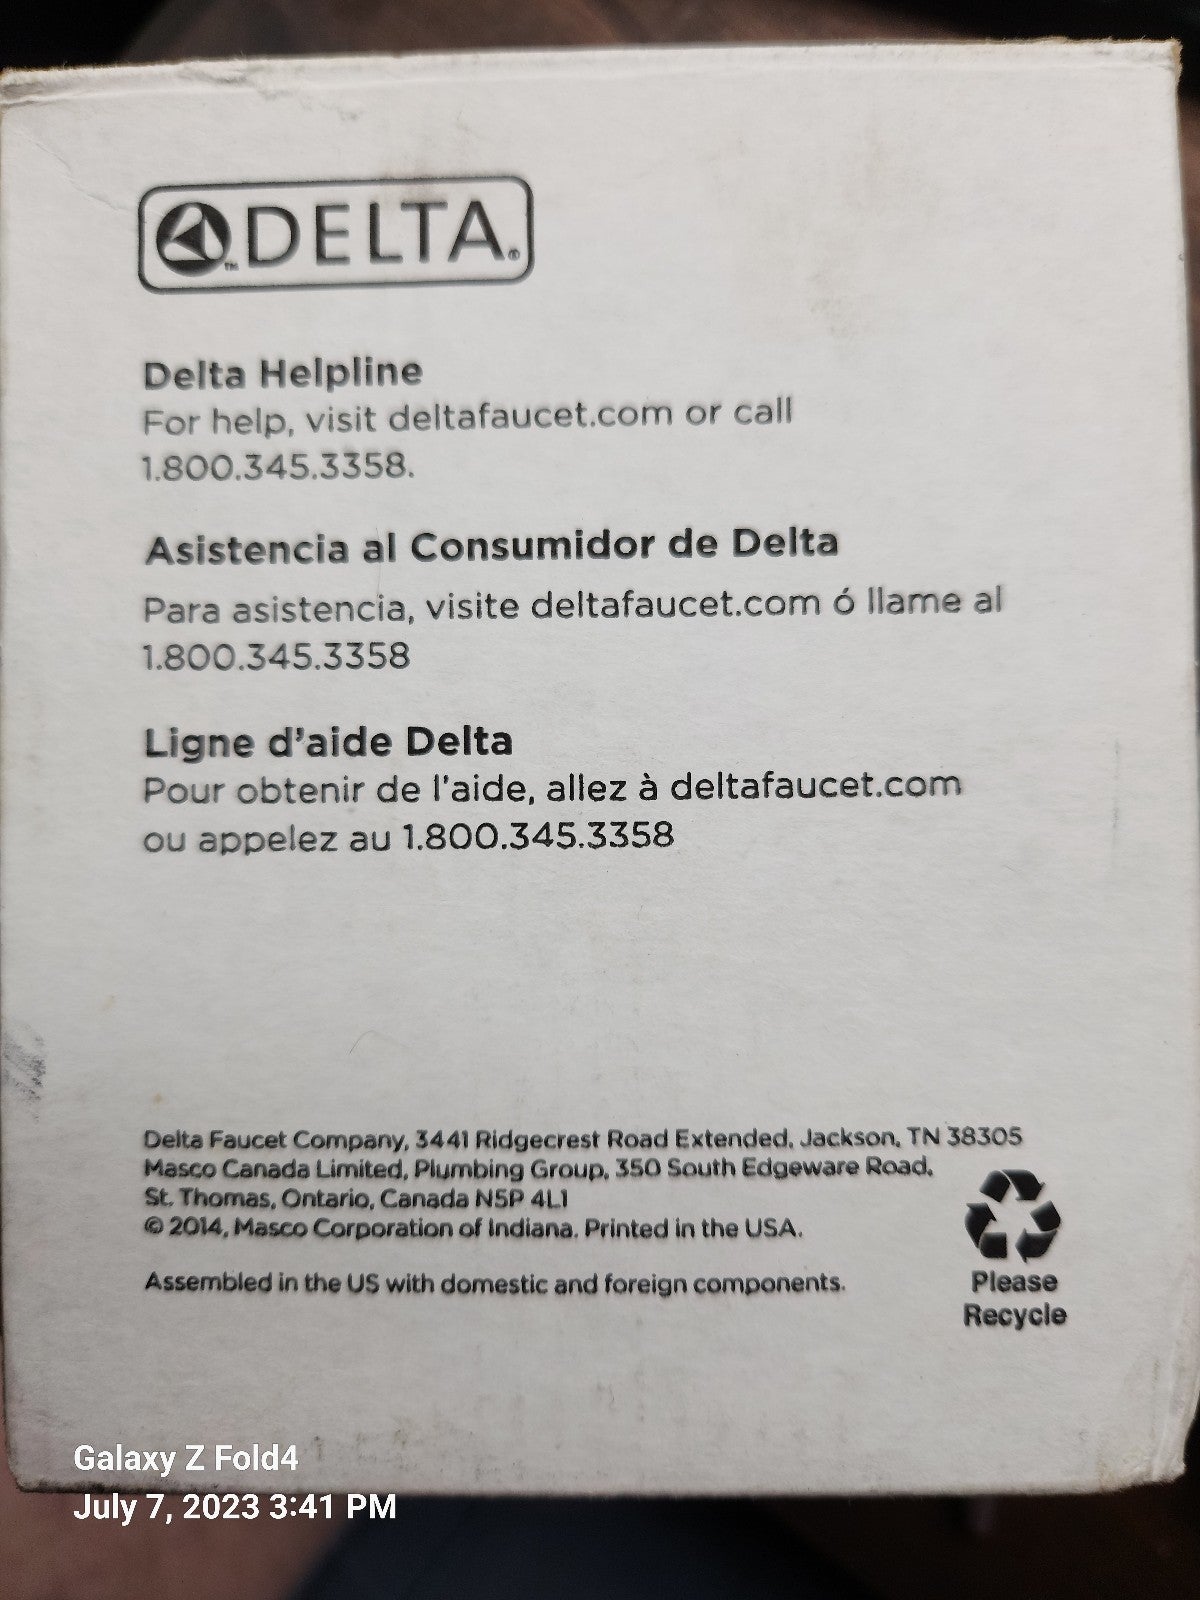 DELTA®
Delta Helpline
For help, visit deltafaucet.com or call
1.800.345.3358.
Asistencia al Consumidor de Delta
Para asistencia, visite deltafaucet.com ó llame al
1.800.345.3358
Ligne d'aide Delta
Pour obtenir de l'aide, allez à deltafaucet.com
ou appelez au 1.800.345.3358
Delta Faucet Company, 3441 Ridgecrest Road Extended, Jackson, TN 38305
Masco Canada Limited, Plumbing Group, 350 South Edgeware Road,
St. Thomas, Ontario, Canada N5P 4L1
© 2014, Masco Corporation of Indiana. Printed in the USA.
Assembled in the US with domestic and foreign components.
Please
Recycle
Galaxy Z Fold4
July 7, 2023 3:41 PM